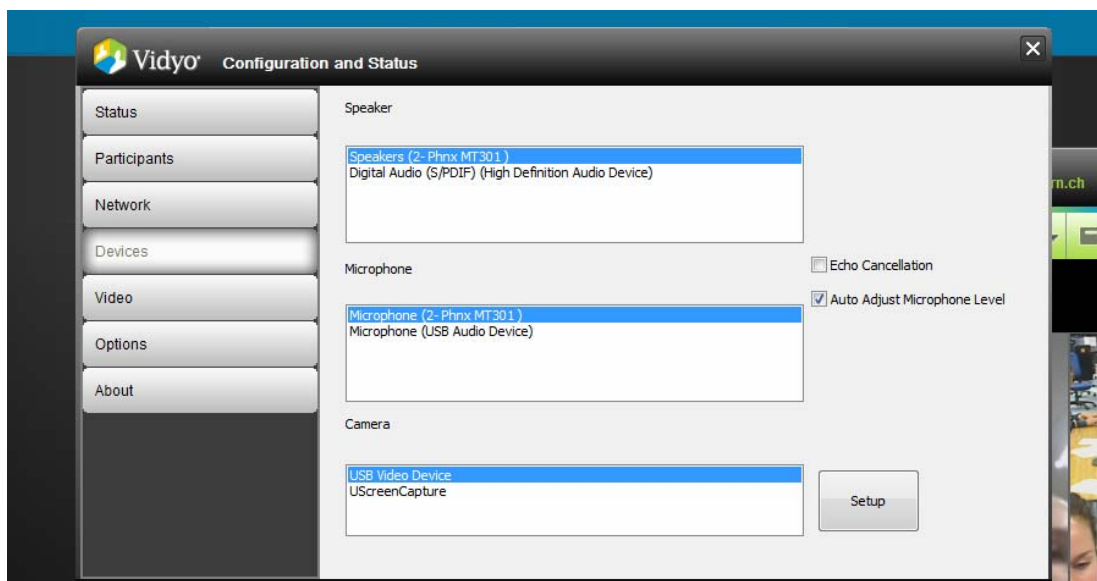 Vidyo Configuration and Status
Status
Participants
Network
Devices
Video
Options
About
Speaker
Speakers (2- Phnx MT301 )
Digital Audio (S/PDIF) (High Definition Audio Device)
Microphone
Microphone (2- Phnx MT301 )
Microphone (USB Audio Device)
Echo Cancellation
Auto Adjust Microphone Level
Camera
USB Video Device
UScreenCapture
Setup
rn.ch